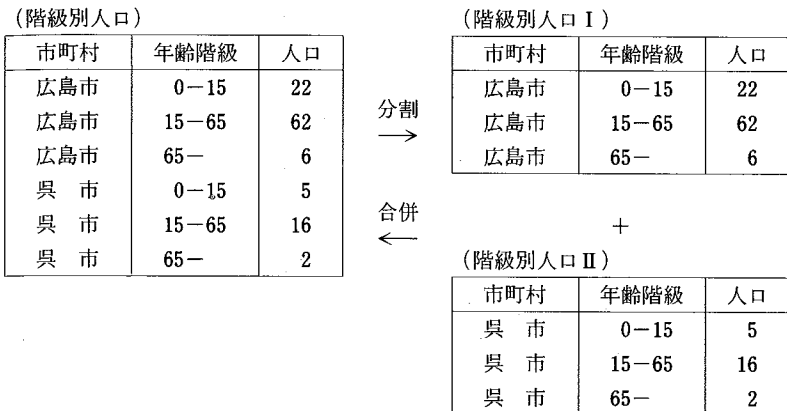 (階級別人口)
市町村 年齢階級 人口
広島市 0-15 22
広島市 15-65 62
広島市 65- 6
呉 市 0-15 5
呉 市 15-65 16
呉 市 65- 2
分割
→
合併
←
(階級別人口Ⅰ)
市町村 年齢階級 人口
広島市 0-15 22
広島市 15-65 62
広島市 65- 6
+
(階級別人口Ⅱ)
市町村 年齢階級 人口
呉 市 0-15 5
呉 市 15-65 16
呉 市 65- 2